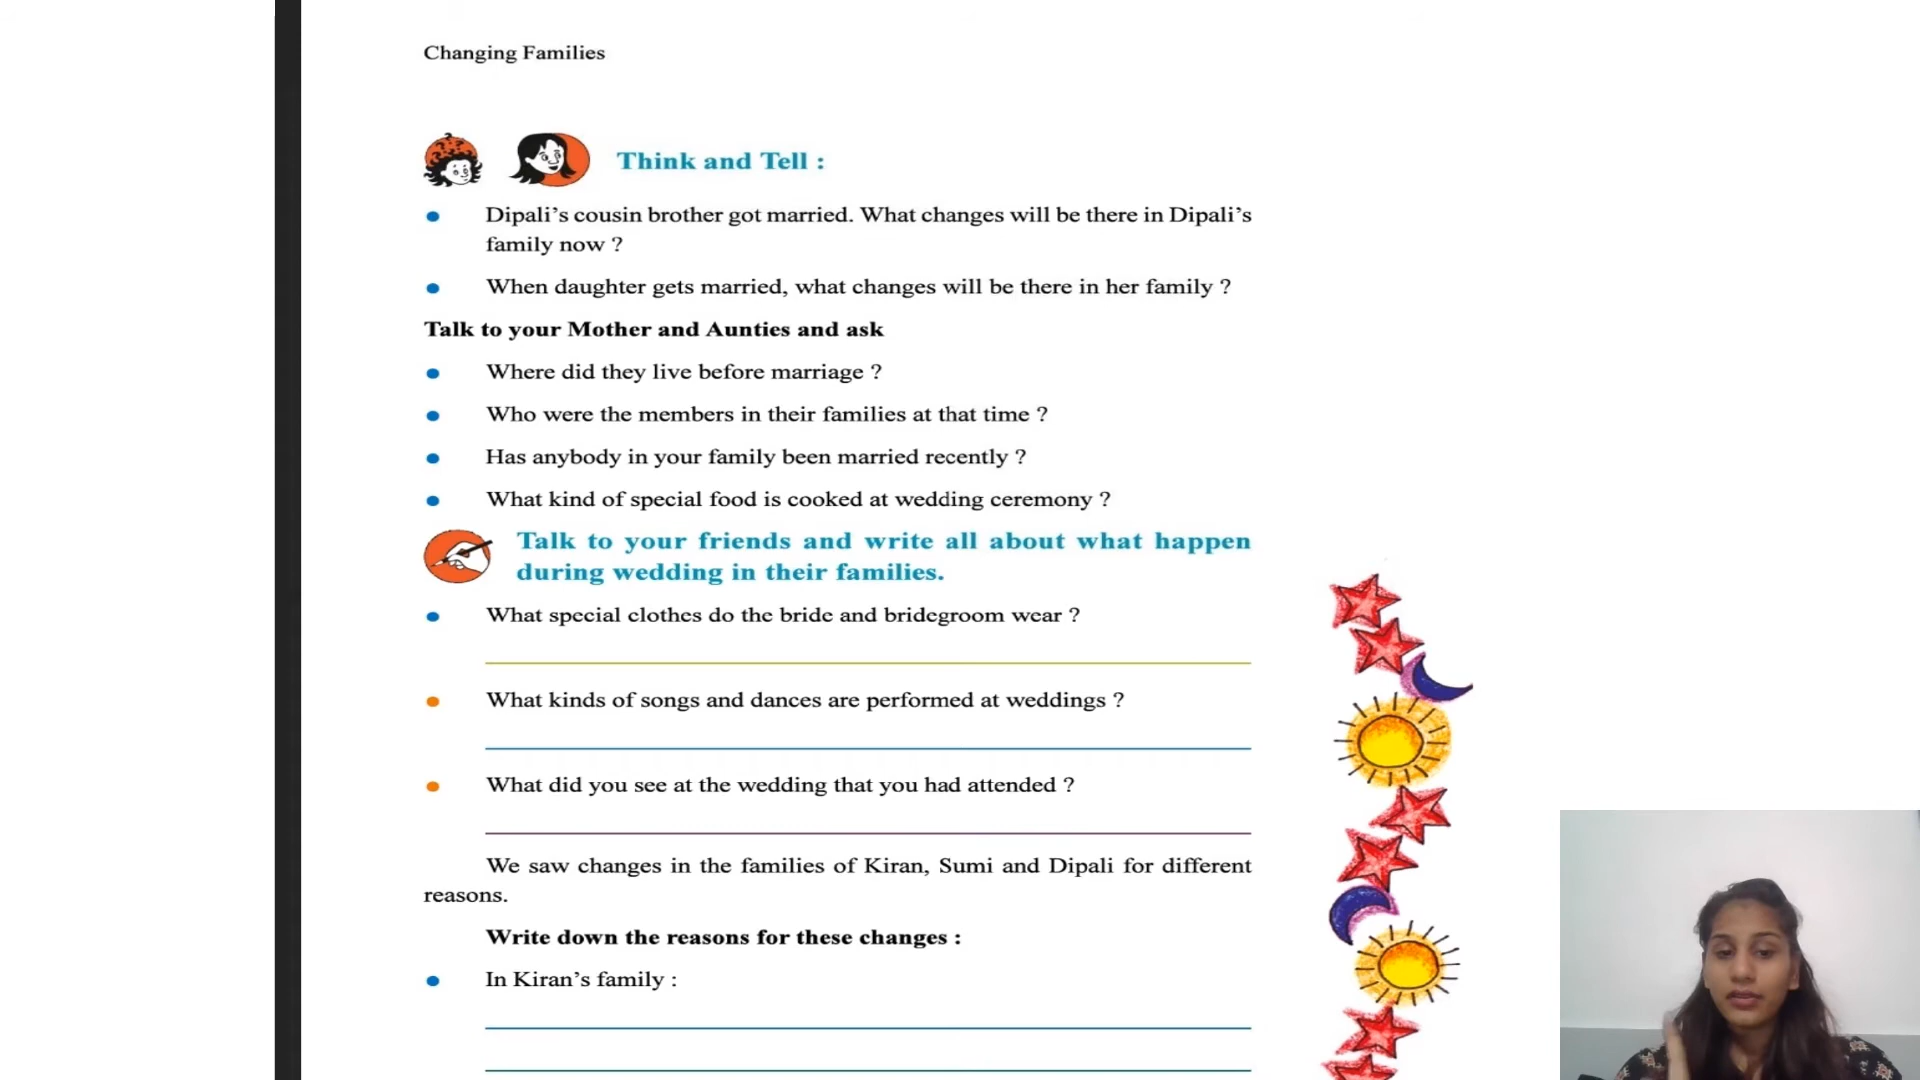 Changing Families
Think and Tell :
Dipali's cousin brother got married. What changes will be there in Dipali's
family now ?
When daughter gets married, what changes will be there in her family ?
Talk to your Mother and Aunties and ask
Where did they live before marriage ?
Who were the members in their families at that time ?
Has anybody in your family been married recently ?
What kind of special food is cooked at wedding ceremony ?
Talk to your friends and write all about what happen
during wedding in their families.
What special clothes do the bride and bridegroom wear ?
What kinds of songs and dances are performed at weddings ?
What did you see at the wedding that you had attended ?
We saw changes in the families of Kiran, Sumi and Dipali for different
reasons.
Write down the reasons for these changes :
In Kiran's family :